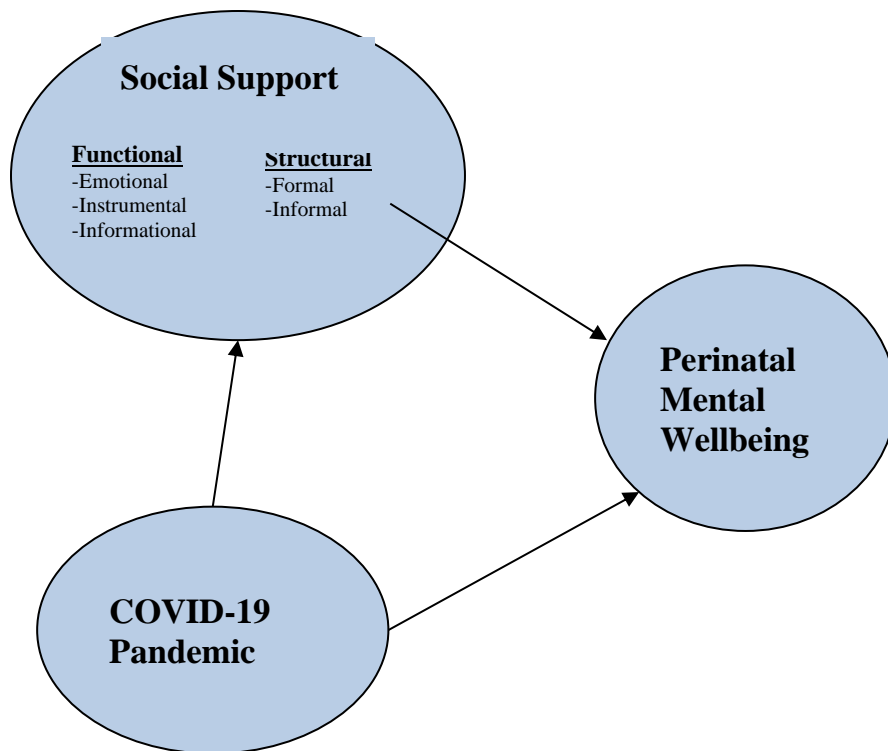 Social Support
Functional
-Emotional
-Instrumental
-Informational
Structural
-Formal
-Informal
Perinatal
Mental
Wellbeing
COVID-19
Pandemic